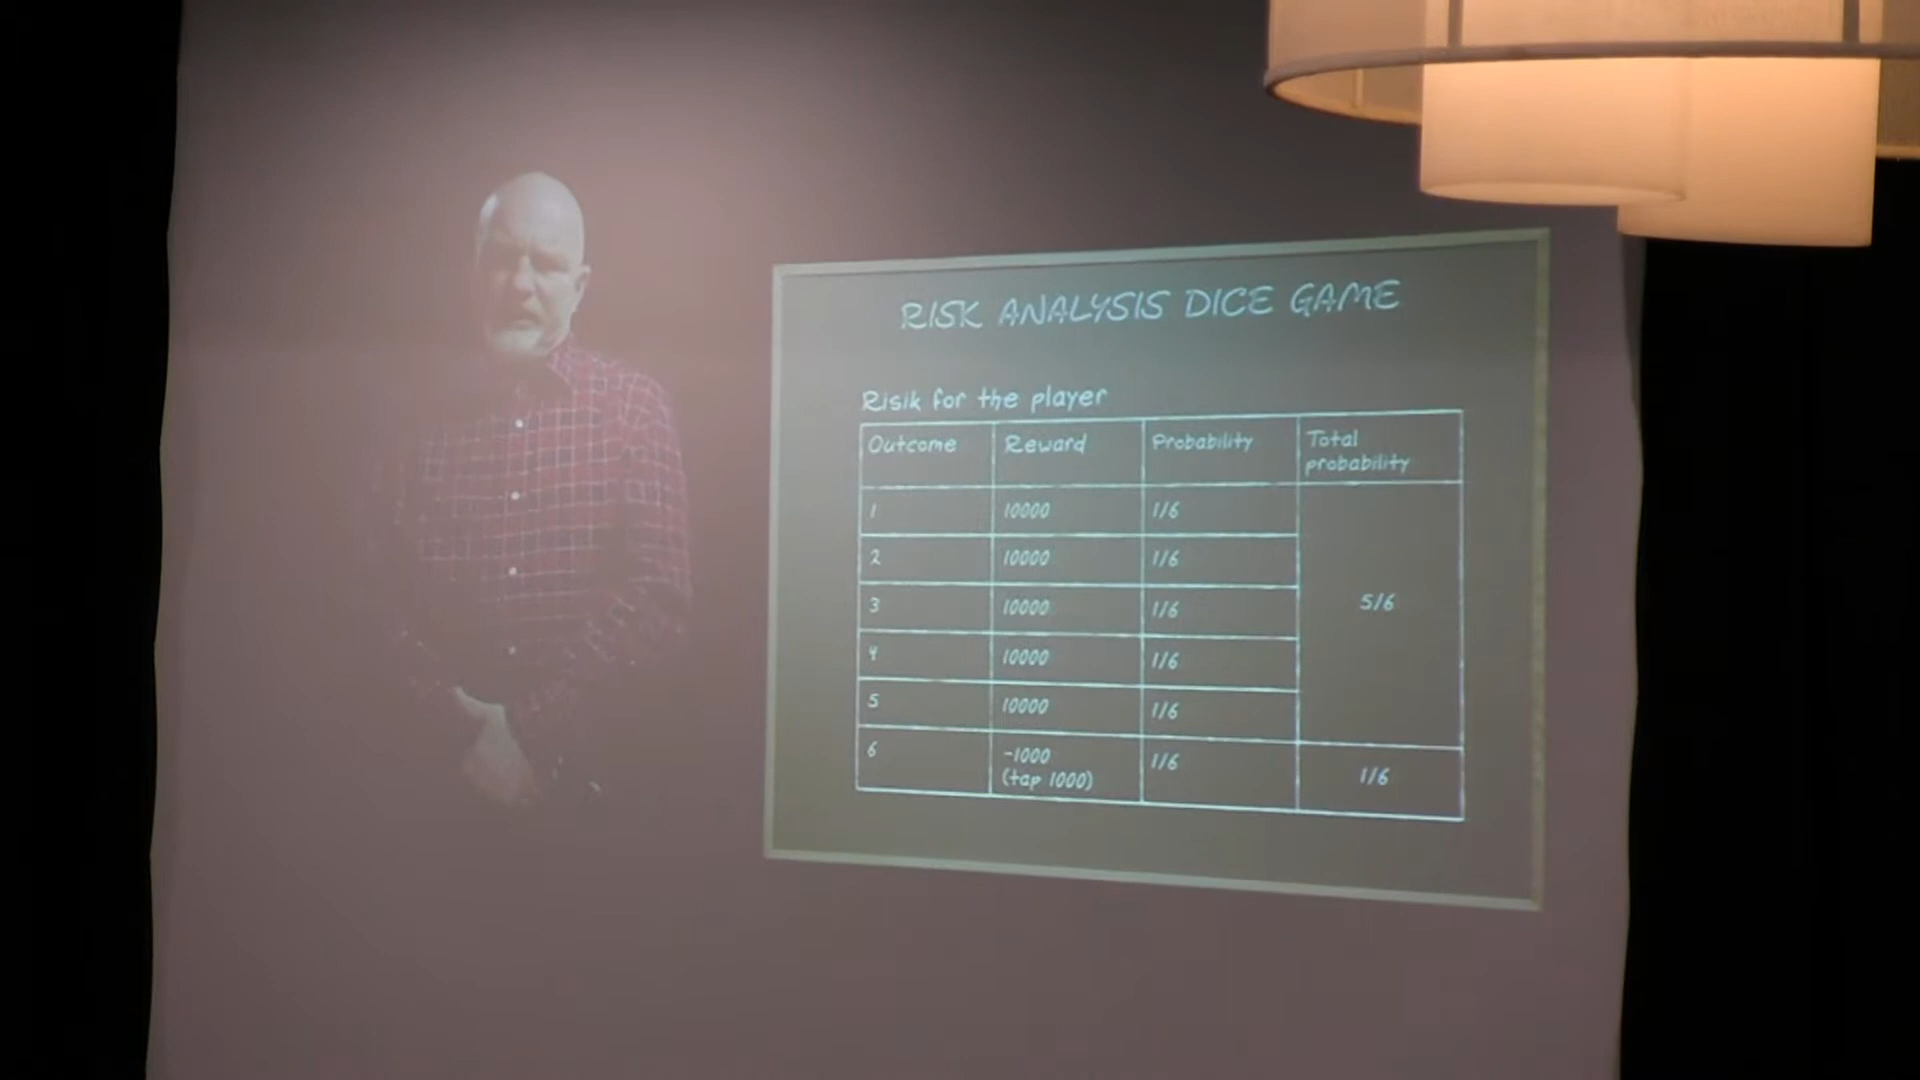 RISK ANALYSIS DICE GAME
Risik for the player
Outcome Reward Probability Total probability
1 10000 1/6
2 10000 1/6
3 10000 1/6 5/6
4 10000 1/6
5 10000 1/6
6 -1000 (tap 1000) 1/6 1/6